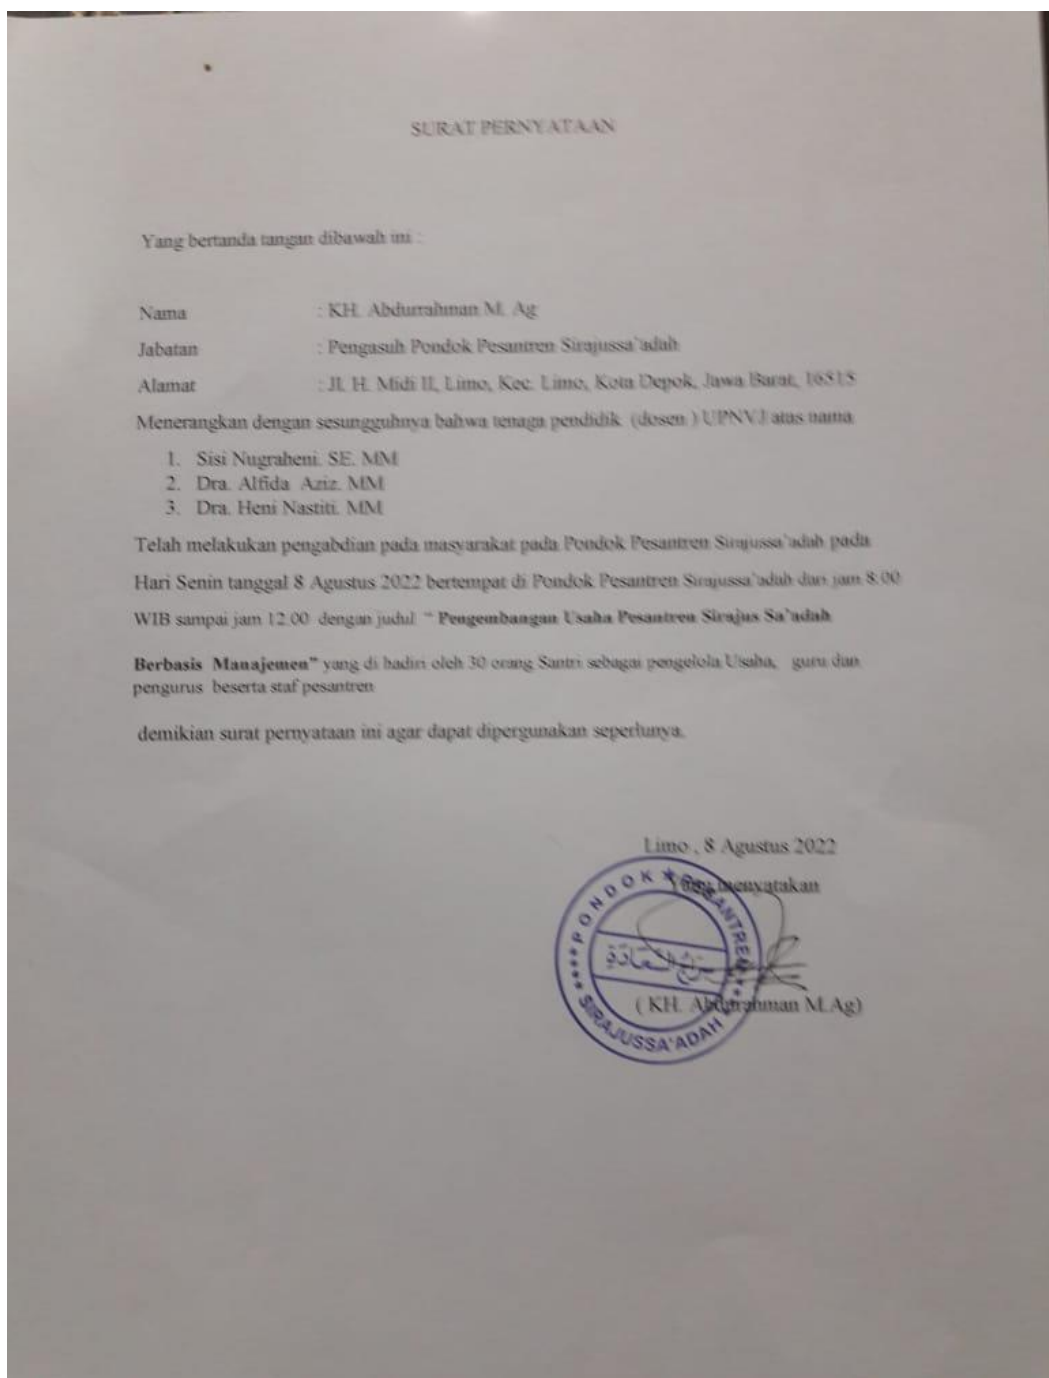 SURAT PERNYATAAN
Yang bertanda tangan dibawah ini :
Nama : KH. Abdurrahman M. Ag
Jabatan : Pengasuh Pondok Pesantren Sirajussa'adah
Alamat : Jl. H. Midi II, Limo, Kec. Limo, Kota Depok, Jawa Barat, 16515
Menerangkan dengan sesungguhnya bahwa tenaga pendidik (dosen ) UPNVJ atas nama
1. Sisi Nugraheni. SE. MM
2. Dra. Alfida Aziz. MM
3. Dra. Heni Nastiti. MM
Telah melakukan pengabdian pada masyarakat pada Pondok Pesantren Sirajussa'adah pada
Hari Senin tanggal 8 Agustus 2022 bertempat di Pondok Pesantren Sirajussa'adah dari jam 8.00
WIB sampai jam 12.00 dengan judul “ Pengembangan Usaha Pesantren Sirajus Sa'adah
Berbasis Manajemen” yang di hadiri oleh 30 orang Santri sebagai pengelola Usaha, guru dan
pengurus beserta staf pesantren
demikian surat pernyataan ini agar dapat dipergunakan seperlunya.
Limo , 8 Agustus 2022
Yang menyatakan
PONDOK PESANTREN
سراج السعادة
SIRAJUSSA'ADAH
( KH. Abdurrahman M.Ag)